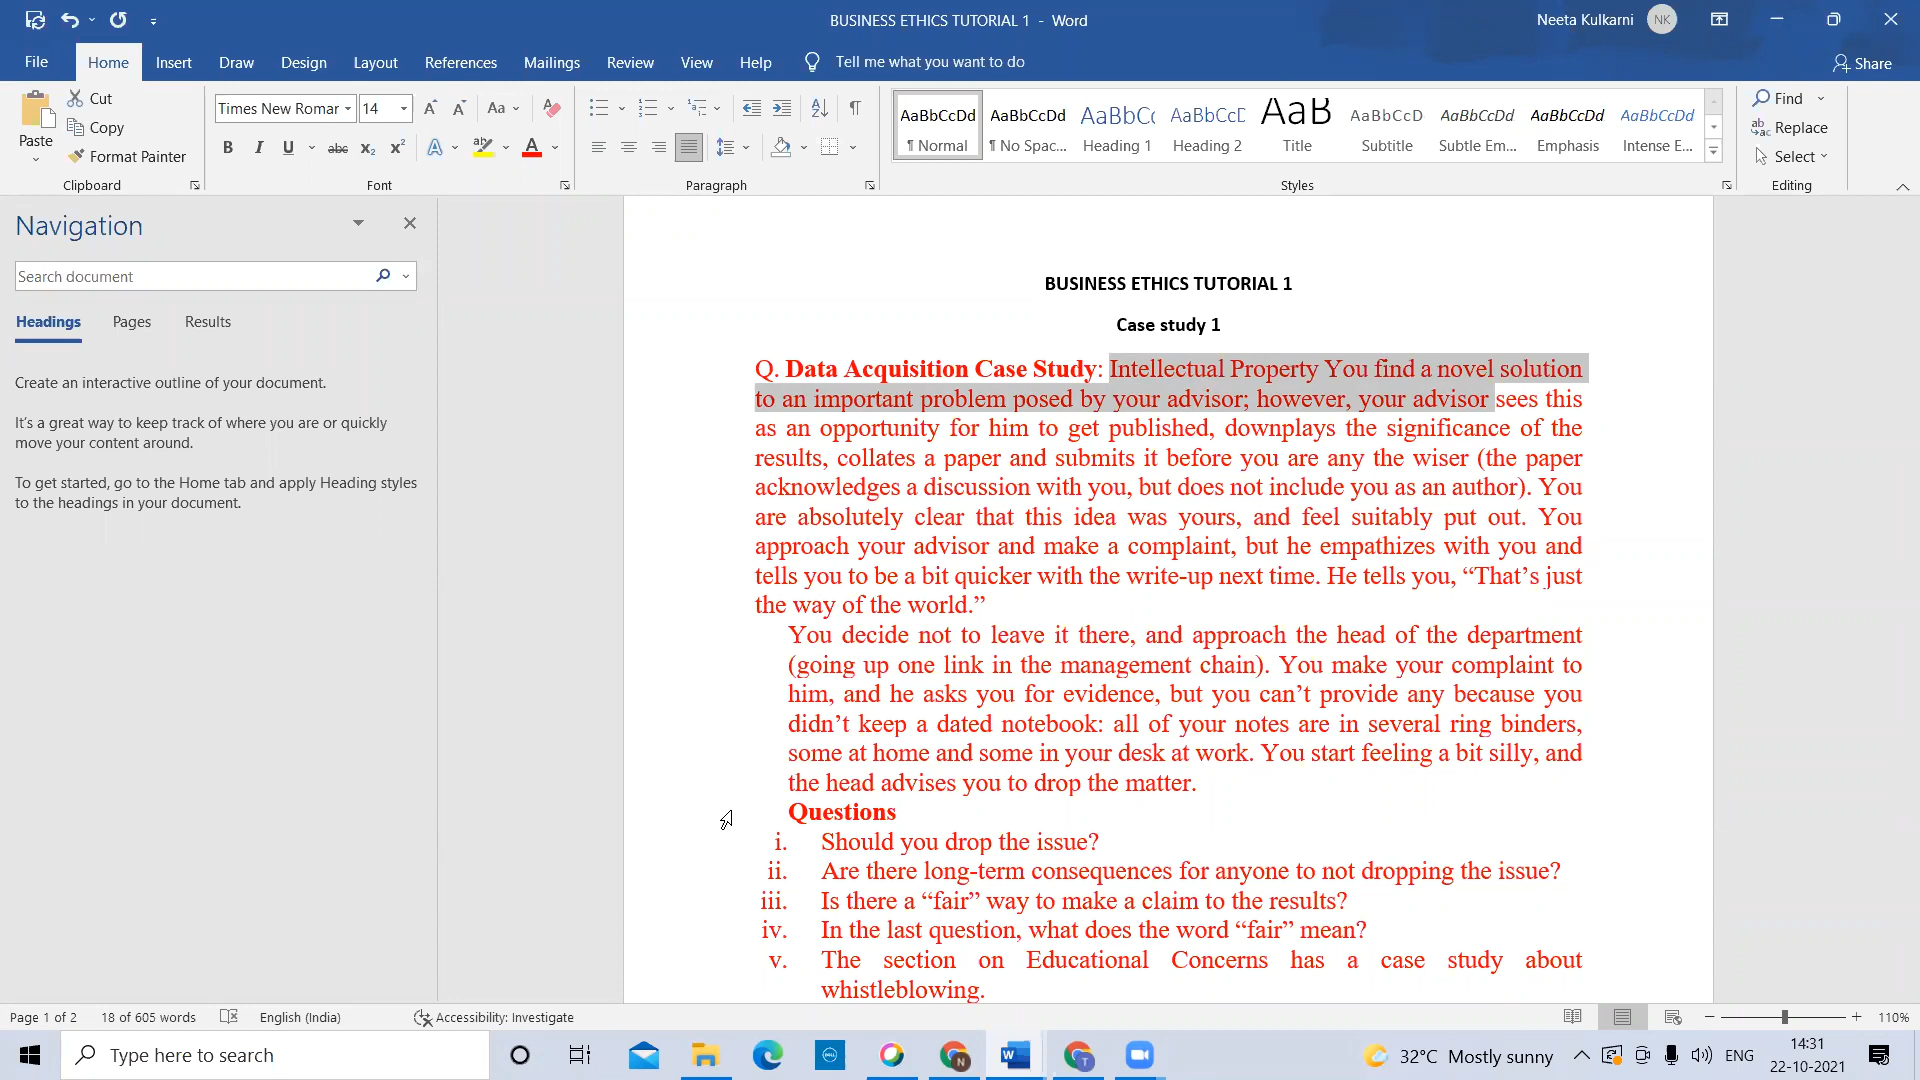 BUSINESS ETHICS TUTORIAL 1 - Word
Neeta Kulkarni
NK
File
Home
Insert
Draw
Design
Layout
References
Mailings
Review
View
Help
Tell me what you want to do
Share
Paste
Cut
Copy
Format Painter
Clipboard
Times New Roman
14
Aa
B I U abc x₂ x² A A
Font
Paragraph
AaBbCcDd
¶ Normal
AaBbCcDd
¶ No Spac...
AaBbCc
Heading 1
AaBbCcD
Heading 2
AaB
Title
AaBbCcD
Subtitle
AaBbCcDd
Subtle Em...
AaBbCcDd
Emphasis
AaBbCcDd
Intense E...
Styles
Find
Replace
Select
Editing
Navigation
Search document
Headings
Pages
Results
Create an interactive outline of your document.
It's a great way to keep track of where you are or quickly
move your content around.
To get started, go to the Home tab and apply Heading styles
to the headings in your document.
BUSINESS ETHICS TUTORIAL 1
Case study 1
Q. Data Acquisition Case Study: Intellectual Property You find a novel solution
to an important problem posed by your advisor; however, your advisor sees this
as an opportunity for him to get published, downplays the significance of the
results, collates a paper and submits it before you are any the wiser (the paper
acknowledges a discussion with you, but does not include you as an author). You
are absolutely clear that this idea was yours, and feel suitably put out. You
approach your advisor and make a complaint, but he empathizes with you and
tells you to be a bit quicker with the write-up next time. He tells you, “That’s just
the way of the world.”
You decide not to leave it there, and approach the head of the department
(going up one link in the management chain). You make your complaint to
him, and he asks you for evidence, but you can’t provide any because you
didn’t keep a dated notebook: all of your notes are in several ring binders,
some at home and some in your desk at work. You start feeling a bit silly, and
the head advises you to drop the matter.
Questions
i. Should you drop the issue?
ii. Are there long-term consequences for anyone to not dropping the issue?
iii. Is there a “fair” way to make a claim to the results?
iv. In the last question, what does the word “fair” mean?
v. The section on Educational Concerns has a case study about
whistleblowing.
Page 1 of 2
18 of 605 words
English (India)
Accessibility: Investigate
110%
Type here to search
32°C Mostly sunny
ENG
14:31
22-10-2021